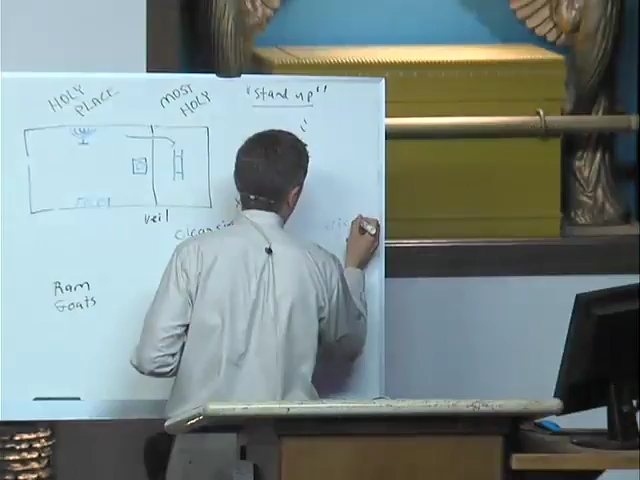 HOLY
PLACE
MOST
HOLY
"Stand up"
veil
Ram
Goats